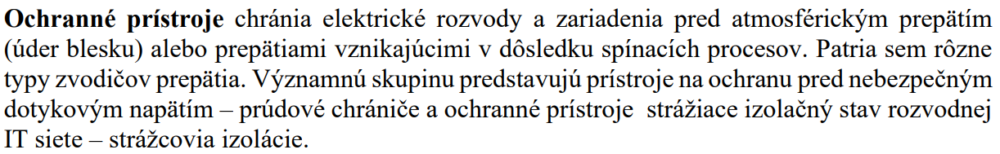 Ochranné prístroje chránia elektrické rozvody a zariadenia pred atmosférickým prepätím
(úder blesku) alebo prepätiami vznikajúcimi v dôsledku spínacích procesov. Patria sem rôzne
typy zvodičov prepätia. Významnú skupinu predstavujú prístroje na ochranu pred nebezpečným
dotykovým napätím – prúdové chrániče a ochranné prístroje  strážiace izolačný stav rozvodnej
IT siete – strážcovia izolácie.